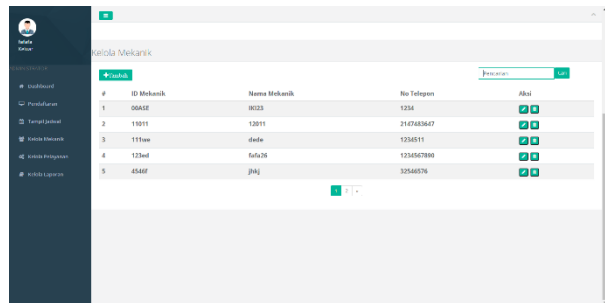 Keluar
Kelola Mekanik
Dashboard
Pendaftaran
Tampil Jadwal
Kelola Mekanik
Kelola Pelayanan
Kelola Laporan
+Tambah
Pencarian
Cari
# ID Mekanik Nama Mekanik No Telepon Aksi
1 00ASE IKI23 1234
2 11011 12011 2147483647
3 111we dede 1234511
4 123ed fafa26 1234567890
5 4546f jhkj 32546576
1 2 »